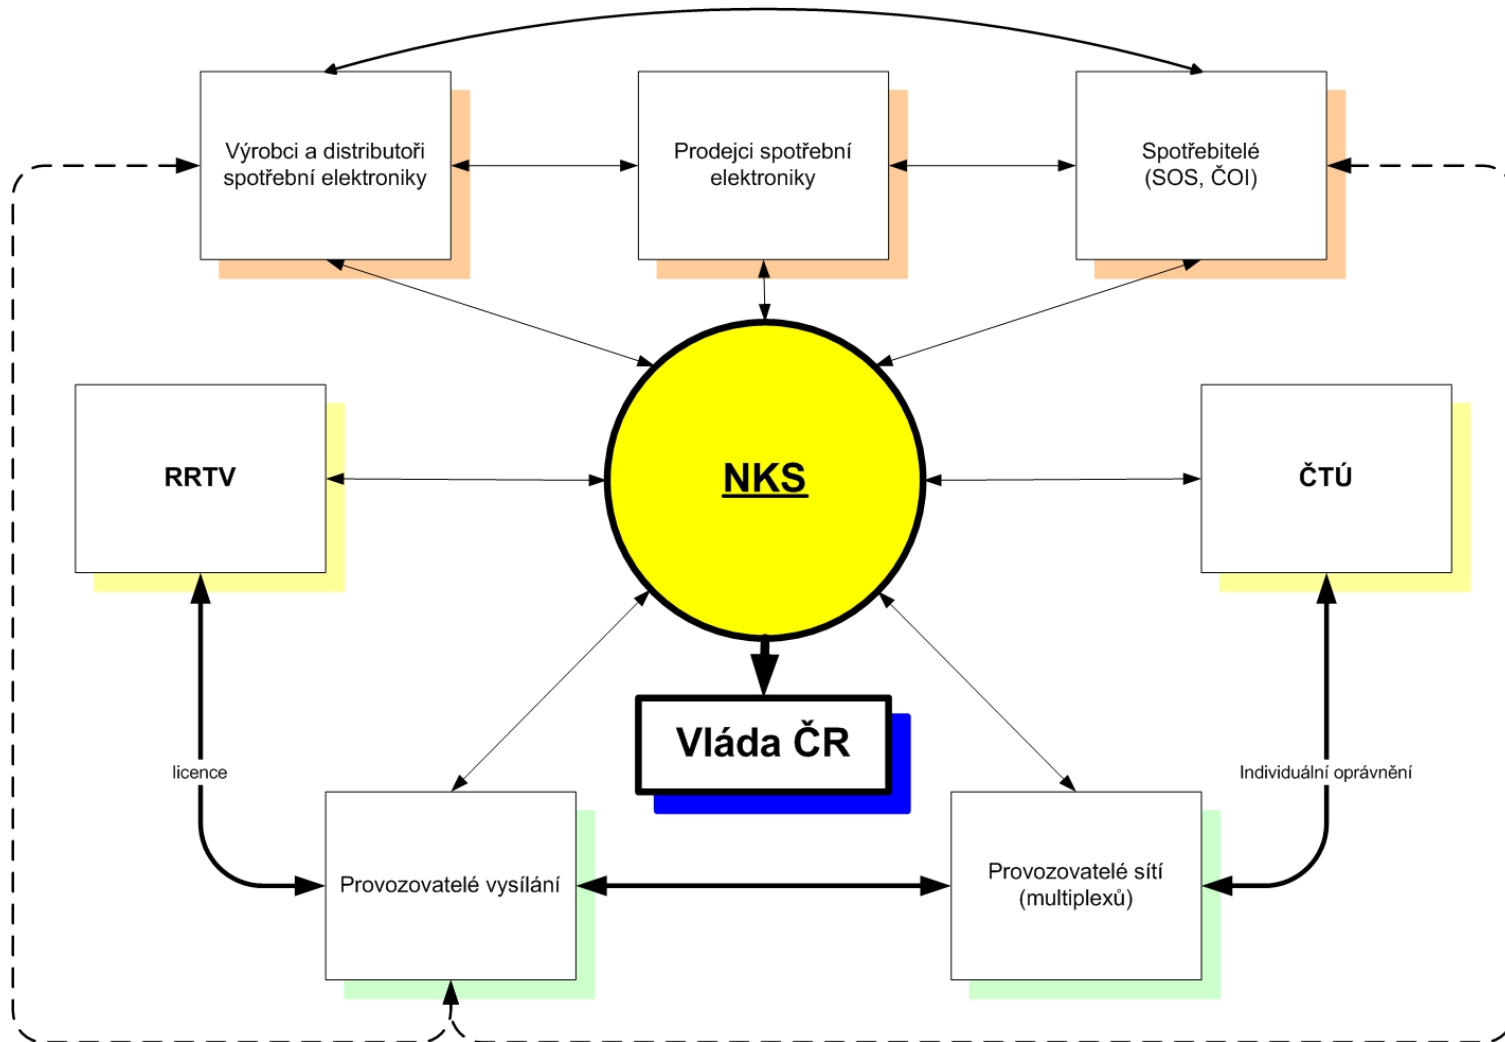 Výrobci a distributoři
spotřební elektroniky
Prodejci spotřební
elektroniky
Spotřebitelé
(SOS, ČOI)
RRTV
NKS
ČTÚ
Vláda ČR
licence
Individuální oprávnění
Provozovatelé vysílání
Provozovatelé sítí
(multiplexů)